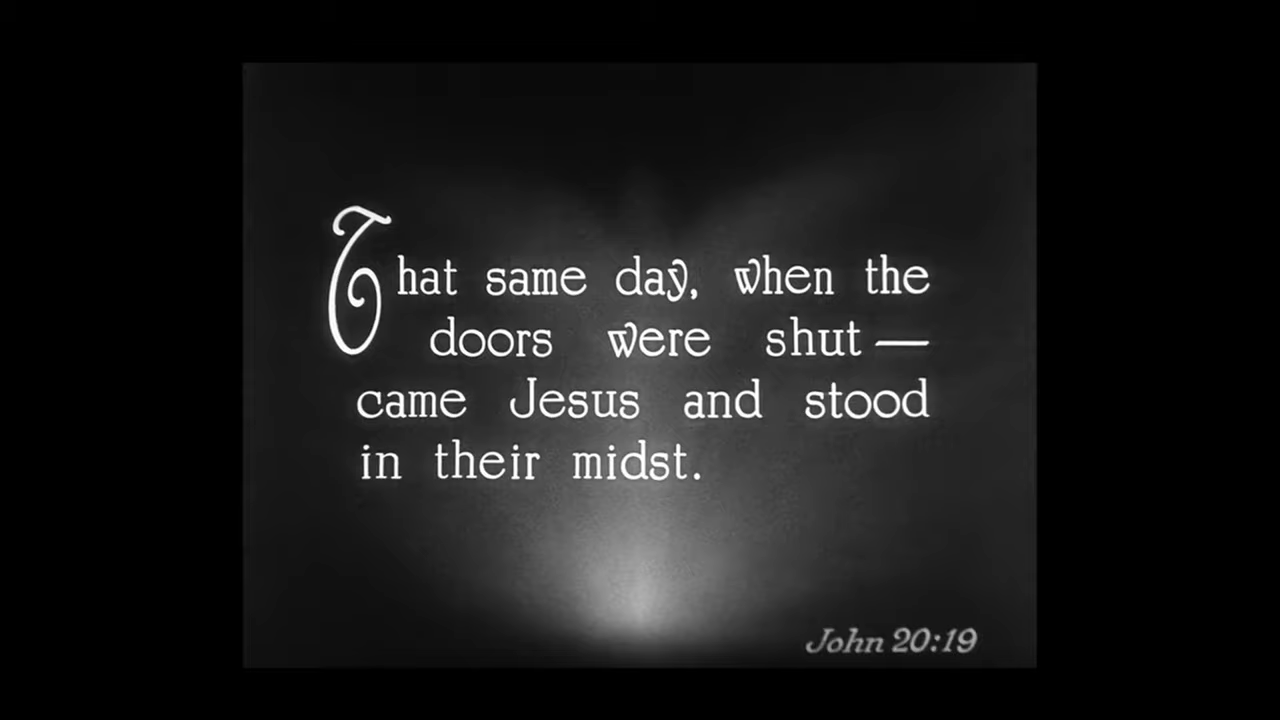 That same day, when the
doors were shut —
came Jesus and stood
in their midst.
John 20:19